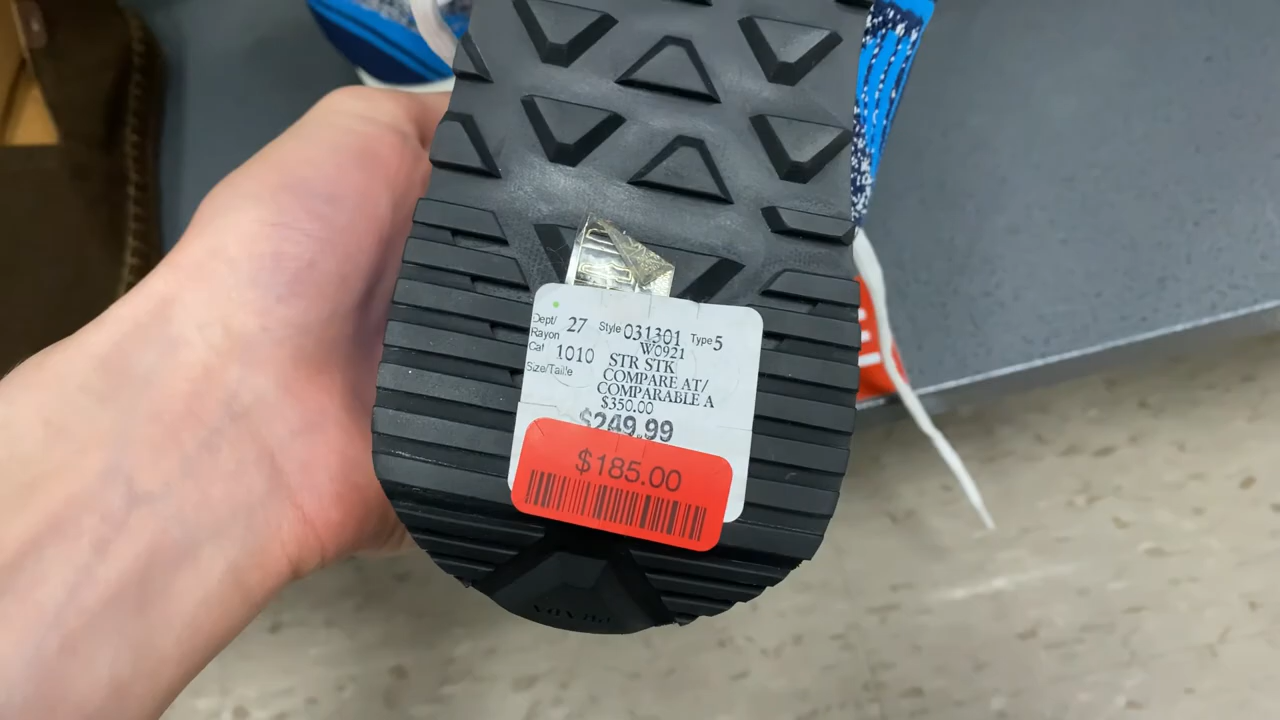 Dept/ Rayon 27 Style 031301 Type 5
W0921
Cat 1010 STR STK
Size/Taille COMPARE AT/
COMPARABLE A
$350.00
$249.99
$185.00
PRADA